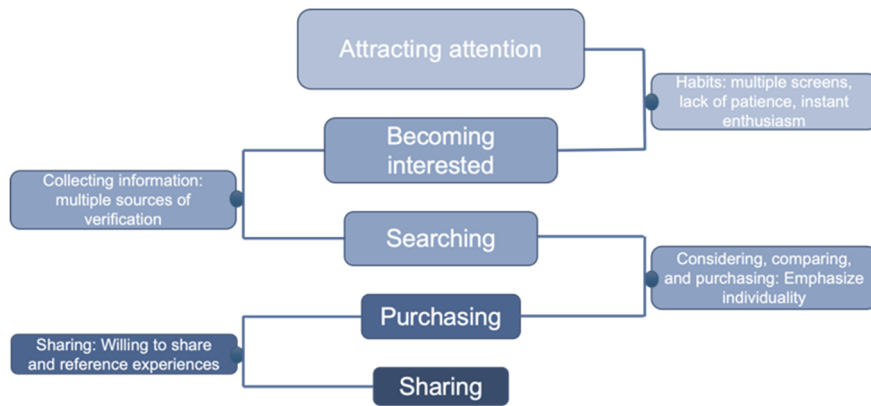 Attracting attention
Habits: multiple screens,
lack of patience, instant
enthusiasm
Becoming
interested
Collecting information:
multiple sources of
verification
Searching
Considering, comparing,
and purchasing: Emphasize
individuality
Purchasing
Sharing: Willing to share
and reference experiences
Sharing